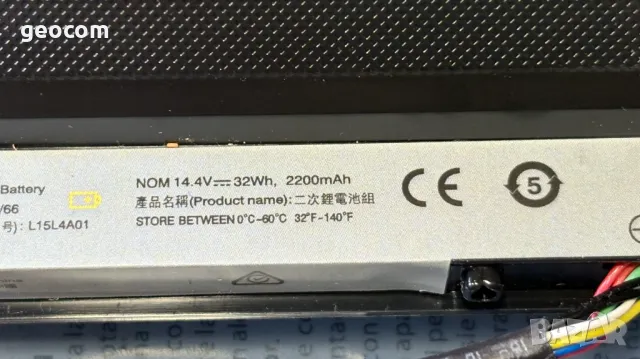 geocom
Battery
/66
號): L15L4A01
NOM 14.4V⎓32Wh, 2200mAh
產品名稱(Product name): 二次鋰電池組
STORE BETWEEN 0°C~60°C 32°F-140°F
CE
5
BAZAR